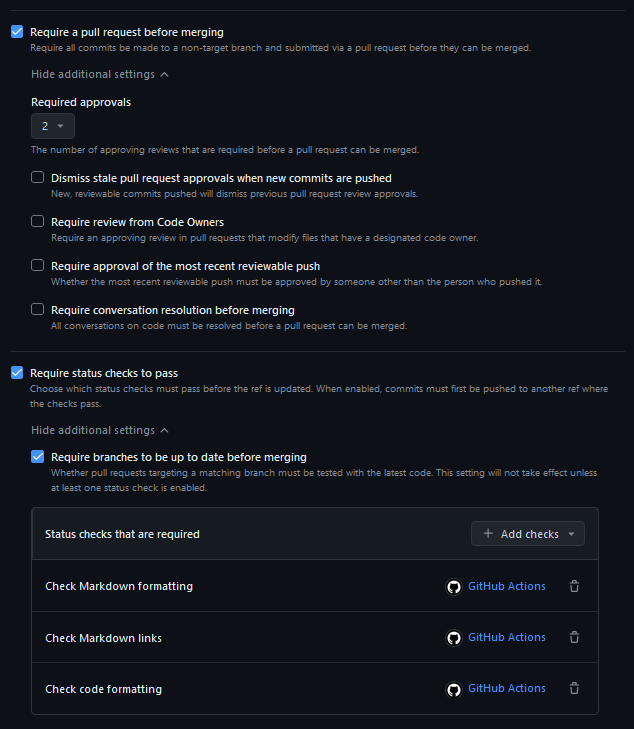 Require a pull request before merging
Require all commits be made to a non-target branch and submitted via a pull request before they can be merged.
Hide additional settings
Required approvals
2
The number of approving reviews that are required before a pull request can be merged.
Dismiss stale pull request approvals when new commits are pushed
New, reviewable commits pushed will dismiss previous pull request review approvals.
Require review from Code Owners
Require an approving review in pull requests that modify files that have a designated code owner.
Require approval of the most recent reviewable push
Whether the most recent reviewable push must be approved by someone other than the person who pushed it.
Require conversation resolution before merging
All conversations on code must be resolved before a pull request can be merged.
Require status checks to pass
Choose which status checks must pass before the ref is updated. When enabled, commits must first be pushed to another ref where
the checks pass.
Hide additional settings
Require branches to be up to date before merging
Whether pull requests targeting a matching branch must be tested with the latest code. This setting will not take effect unless
at least one status check is enabled.
Status checks that are required
Add checks
Check Markdown formatting
GitHub Actions
Check Markdown links
GitHub Actions
Check code formatting
GitHub Actions